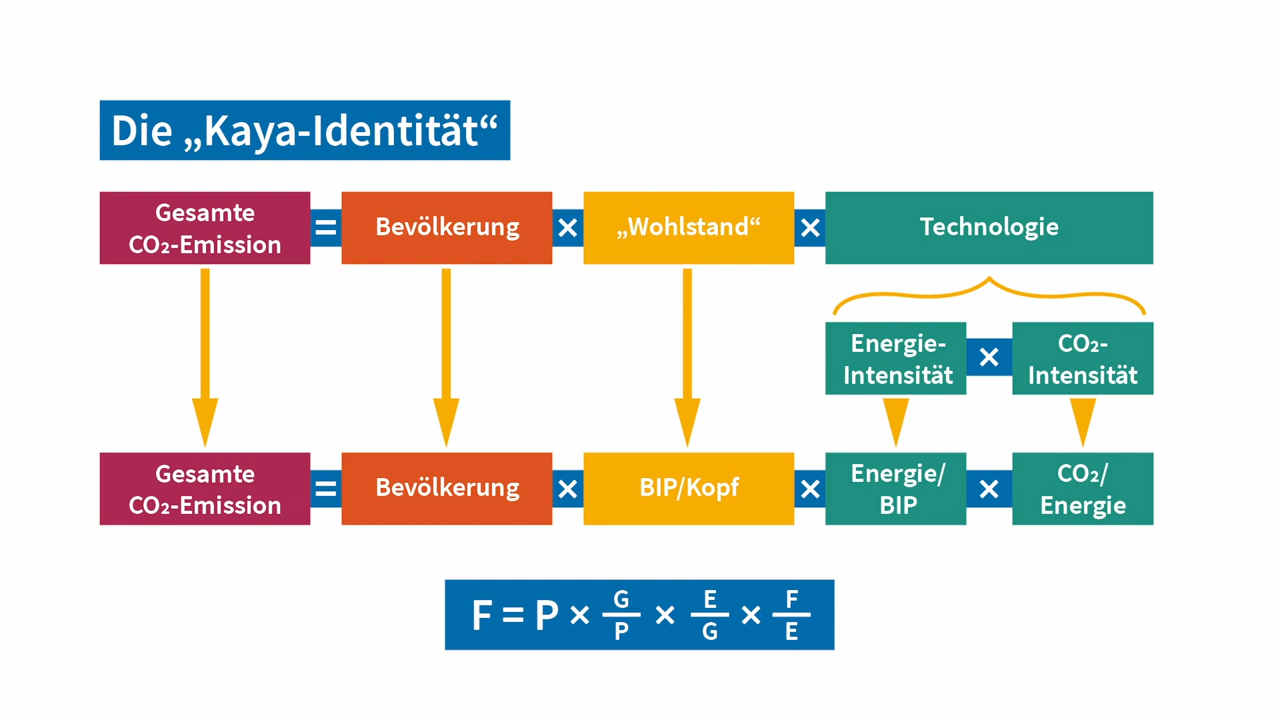 Die „Kaya-Identität“
Gesamte
CO₂-Emission
=
Bevölkerung
×
„Wohlstand“
×
Technologie
Energie-
Intensität
×
CO₂-
Intensität
Gesamte
CO₂-Emission
=
Bevölkerung
×
BIP/Kopf
×
Energie/
BIP
×
CO₂/
Energie
F = P × G/P × E/G × F/E